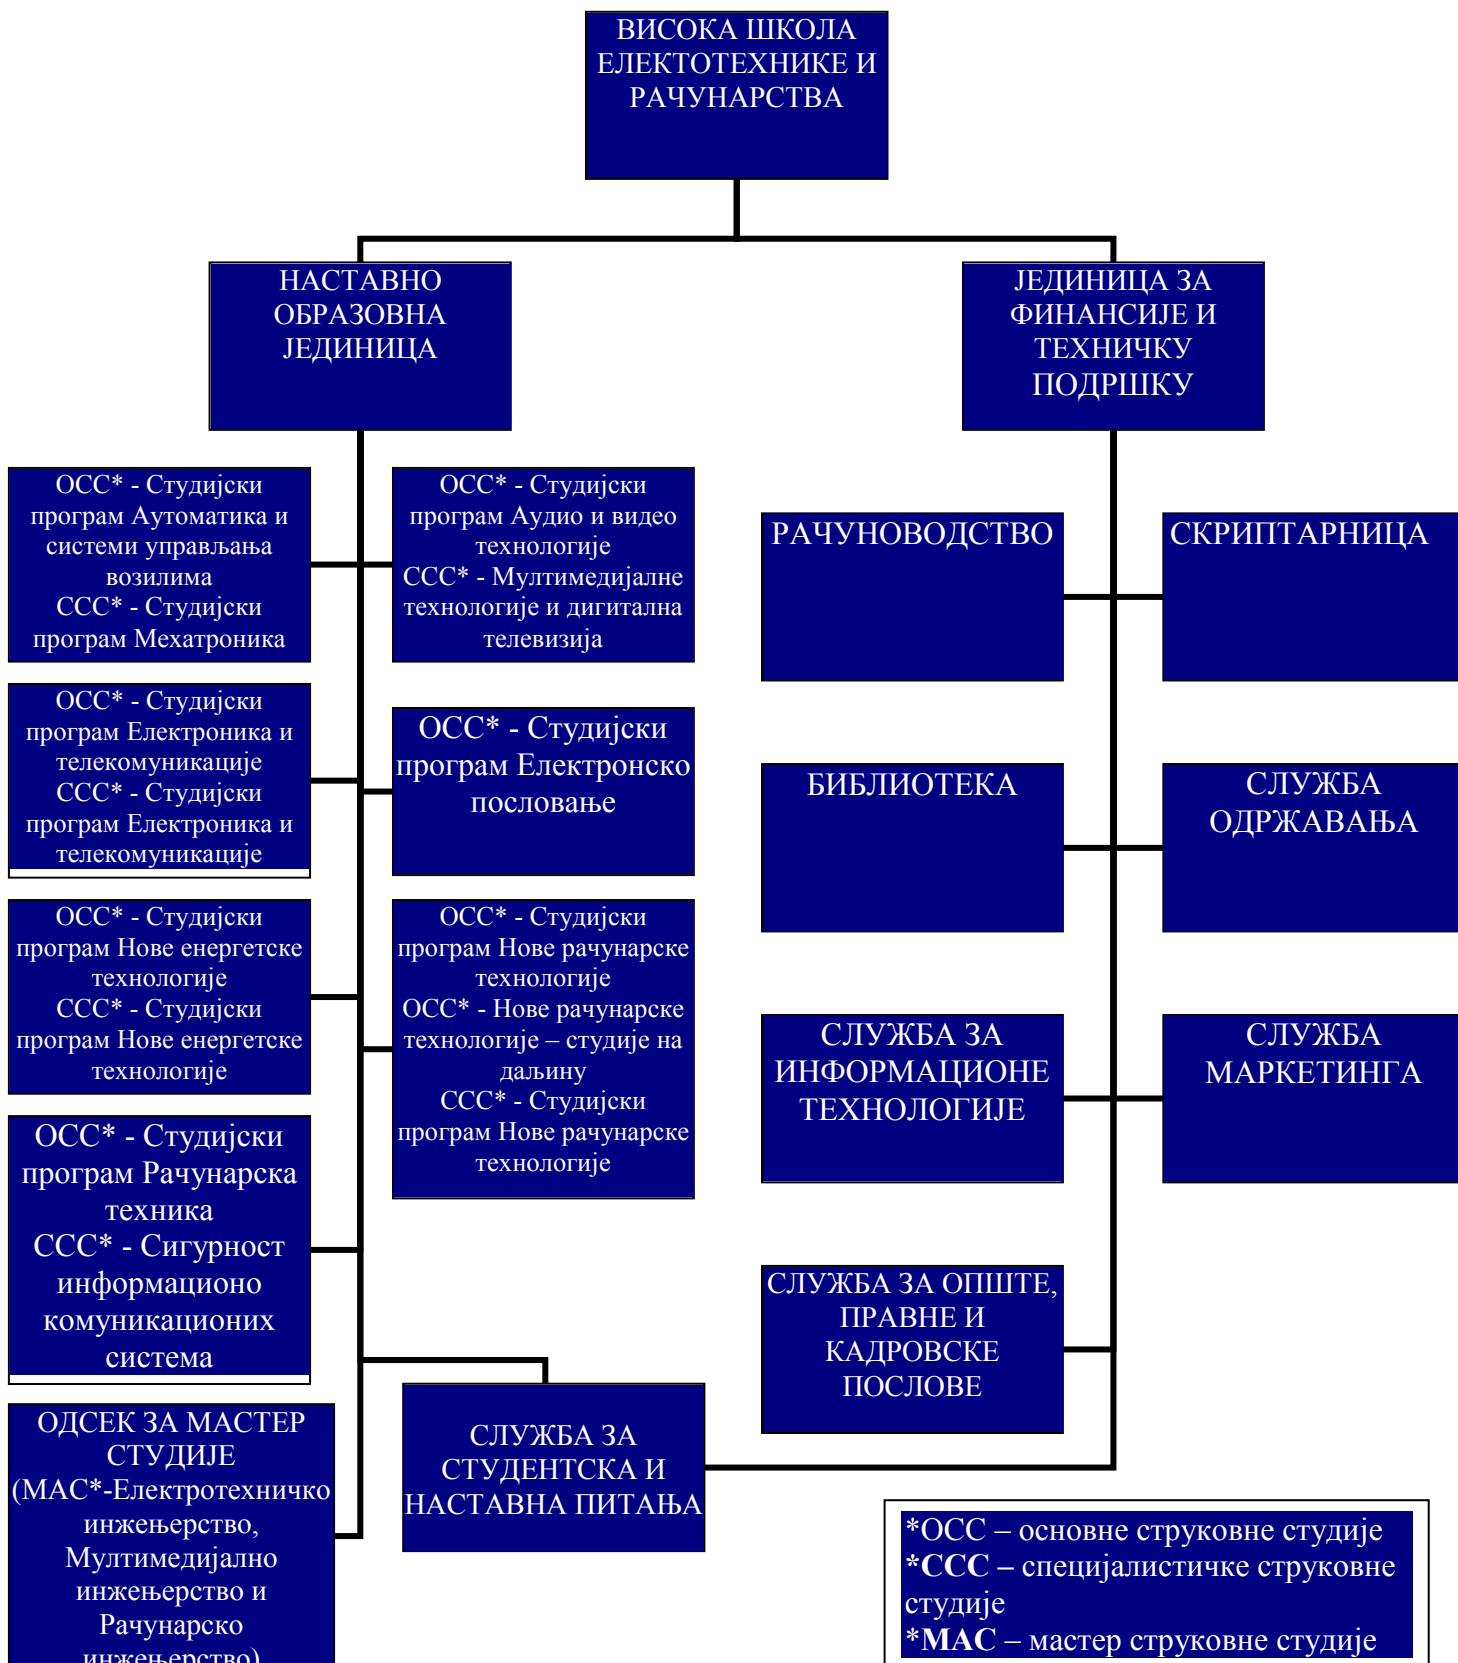 ВИСОКА ШКОЛА
ЕЛЕКТОТЕХНИКЕ И
РАЧУНАРСТВА
НАСТАВНО
ОБРАЗОВНА
ЈЕДИНИЦА
ЈЕДИНИЦА ЗА
ФИНАНСИЈЕ И
ТЕХНИЧКУ
ПОДРШКУ
ОСС* - Студијски
програм Аутоматика и
системи управљања
возилима
ССС* - Студијски
програм Мехатроника
ОСС* - Студијски
програм Аудио и видео
технологије
ССС* - Мултимедијалне
технологије и дигитална
телевизија
РАЧУНОВОДСТВО
СКРИПТАРНИЦА
ОСС* - Студијски
програм Електроника и
телекомуникације
ССС* - Студијски
програм Електроника и
телекомуникације
ОСС* - Студијски
програм Електронско
пословање
БИБЛИОТЕКА
СЛУЖБА
ОДРЖАВАЊА
ОСС* - Студијски
програм Нове енергетске
технологије
ССС* - Студијски
програм Нове енергетске
технологије
ОСС* - Студијски
програм Нове рачунарске
технологије
ОСС* - Нове рачунарске
технологије – студије на
даљину
ССС* - Студијски
програм Нове рачунарске
технологије
СЛУЖБА ЗА
ИНФОРМАЦИОНЕ
ТЕХНОЛОГИЈЕ
СЛУЖБА
МАРКЕТИНГА
ОСС* - Студијски
програм Рачунарска
техника
ССС* - Сигурност
информационо
комуникационих
система
СЛУЖБА ЗА ОПШТЕ,
ПРАВНЕ И
КАДРОВСКЕ
ПОСЛОВЕ
ОДСЕК ЗА МАСТЕР
СТУДИЈЕ
(МАС*-Електротехничко
инжењерство,
Мултимедијално
инжењерство и
Рачунарско
инжењерство)
СЛУЖБА ЗА
СТУДЕНТСКА И
НАСТАВНА ПИТАЊА
*ОСС – основне струковне студије
*ССС – специјалистичке струковне
студије
*МАС – мастер струковне студије